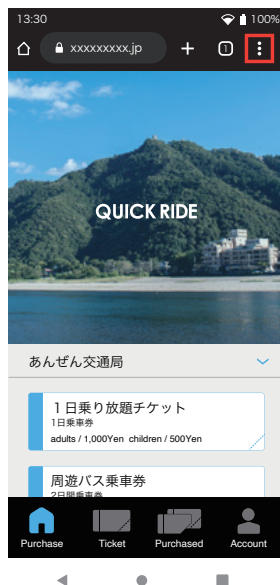 13:30 100%
xxxxxxxxx.jp 1
QUICK RIDE
あんぜん交通局
１日乗り放題チケット
1日乗車券
adults / 1,000Yen children / 500Yen
周遊バス乗車券
2日間乗車券
Purchase Ticket Purchased Account